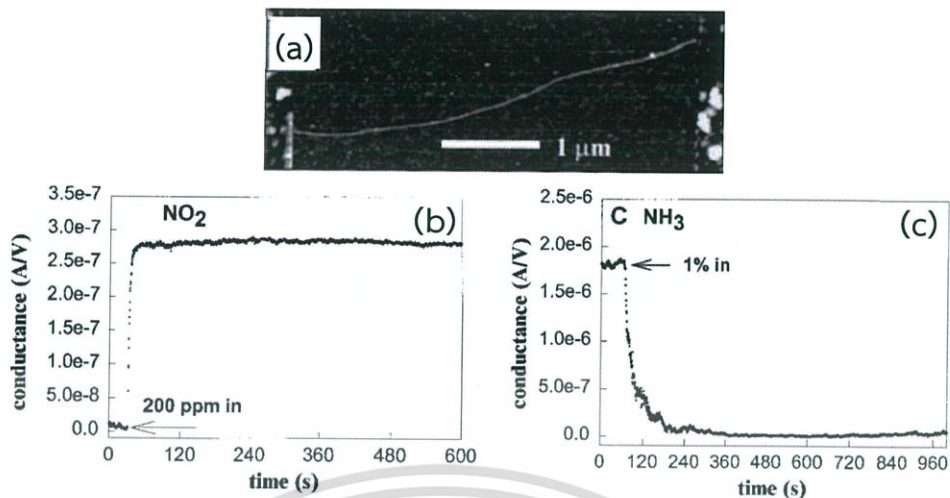 (a)
1 μm
NO2
(b)
3.5e-7
3.0e-7
2.5e-7
2.0e-7
1.5e-7
1.0e-7
5.0e-8
0.0
conductance (A/V)
200 ppm in
0 120 240 360 480 600
time (s)
C NH3
(c)
2.5e-6
2.0e-6
1.5e-6
1.0e-6
5.0e-7
0.0
conductance (A/V)
1% in
0 120 240 360 480 600 720 840 960
time (s)